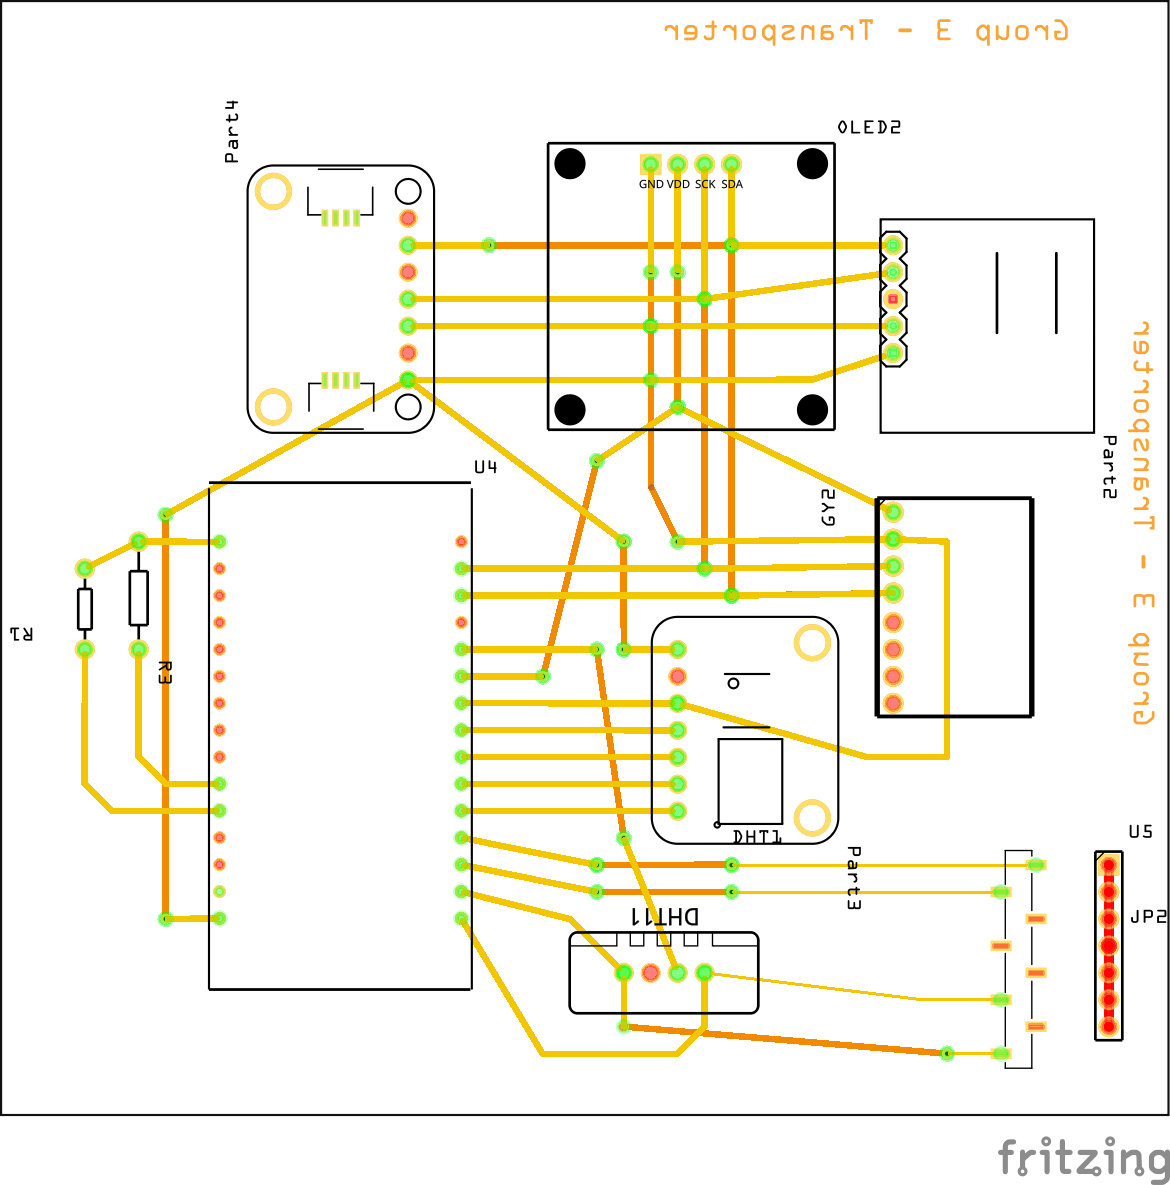 Group 3 - Transporter
Part4
OLED2
GND VDD SCK SDA
Group 3 - Transporter
Part2
U4
GY2
R1
R3
DHT1
U5
Part3
DHT11
JP2
fritzing